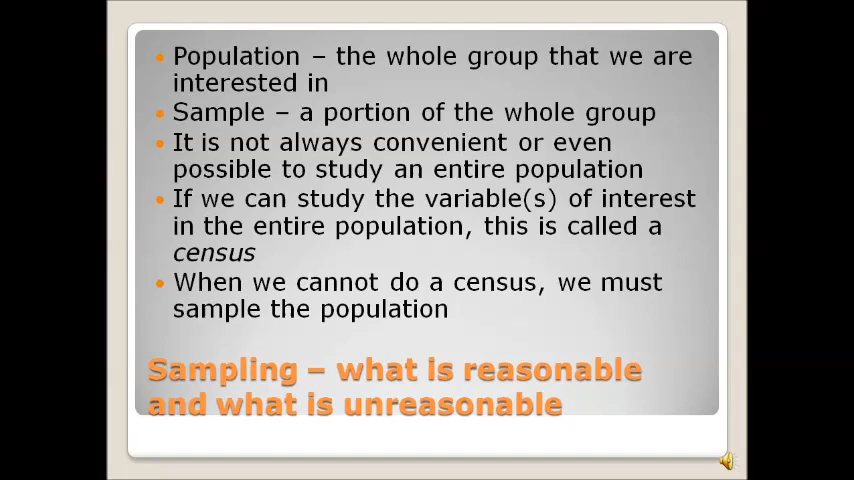 Population – the whole group that we are
interested in
Sample – a portion of the whole group
It is not always convenient or even
possible to study an entire population
If we can study the variable(s) of interest
in the entire population, this is called a
census
When we cannot do a census, we must
sample the population
Sampling – what is reasonable
and what is unreasonable